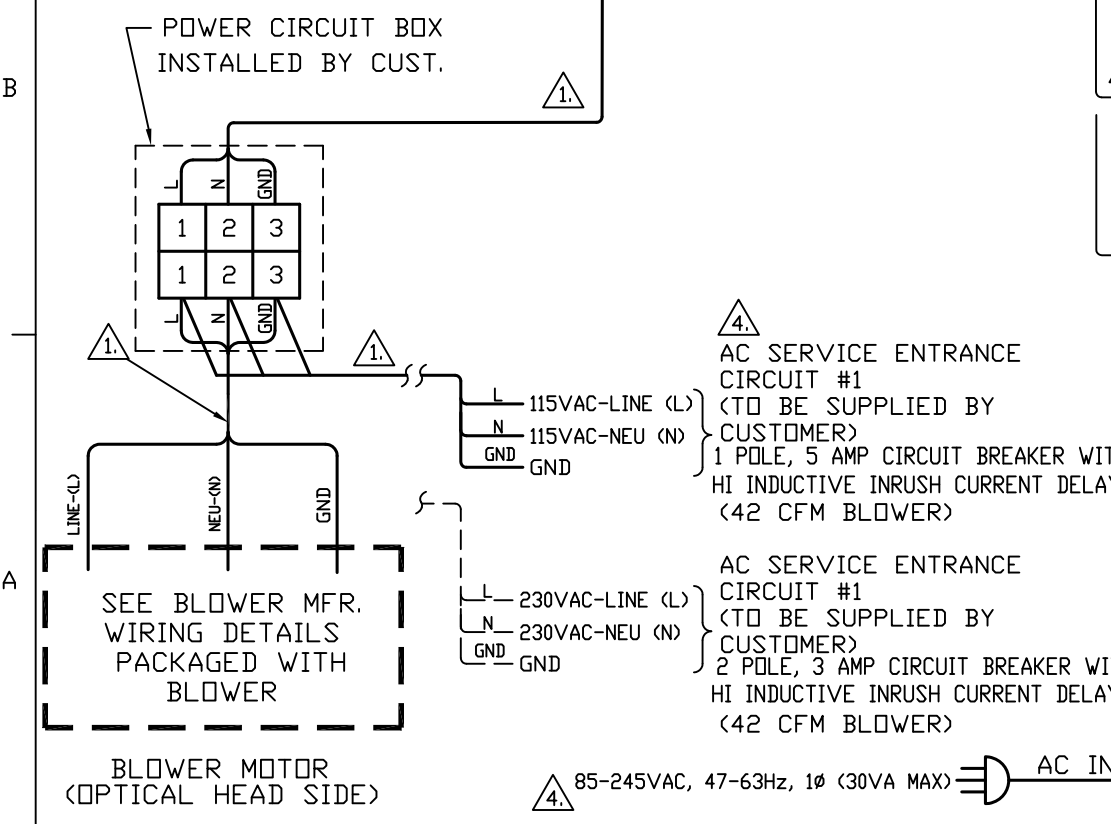 POWER CIRCUIT BOX
INSTALLED BY CUST.
B
1.
L
N
GND
1 2 3
1 2 3
L
N
GND
1.
1.
4.
AC SERVICE ENTRANCE
CIRCUIT #1
(TO BE SUPPLIED BY
CUSTOMER)
1 POLE, 5 AMP CIRCUIT BREAKER
HI INDUCTIVE INRUSH CURRENT
(42 CFM BLOWER)
L 115VAC-LINE (L)
N 115VAC-NEU (N)
GND GND
LINE-(L)
NEU-(N)
GND
A
SEE BLOWER MFR.
WIRING DETAILS
PACKAGED WITH
BLOWER
BLOWER MOTOR
(OPTICAL HEAD SIDE)
L 230VAC-LINE (L)
N 230VAC-NEU (N)
GND GND
AC SERVICE ENTRANCE
CIRCUIT #1
(TO BE SUPPLIED BY
CUSTOMER)
2 POLE, 3 AMP CIRCUIT BREAKER
HI INDUCTIVE INRUSH CURRENT
(42 CFM BLOWER)
4.
85-245VAC, 47-63Hz, 1Ø (30VA MAX)
AC